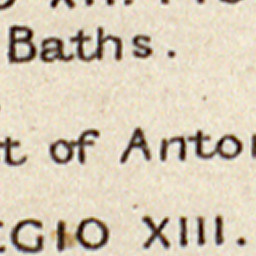 Baths.
t of Anto
EGIO XIII.